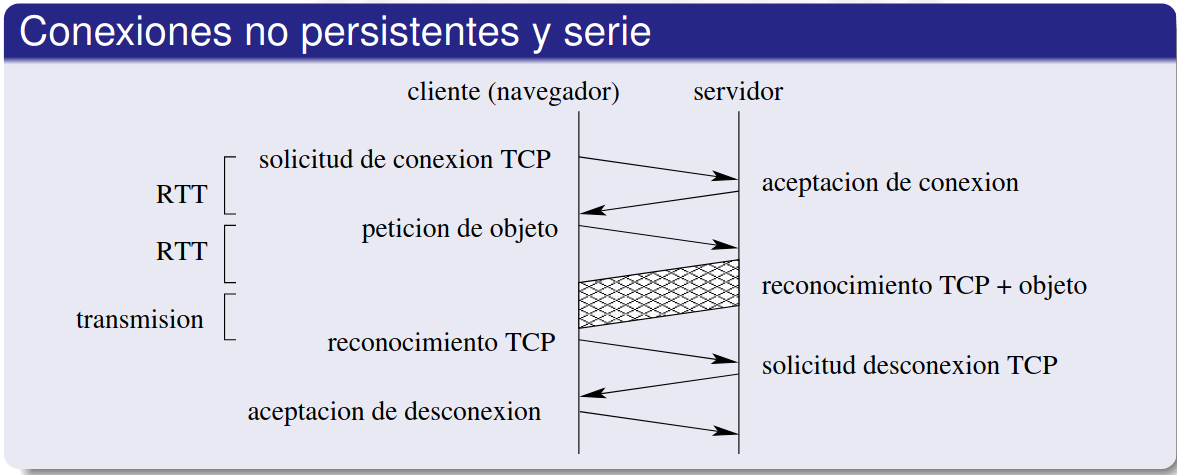 Conexiones no persistentes y serie
cliente (navegador) servidor
solicitud de conexion TCP
RTT
aceptacion de conexion
peticion de objeto
RTT
reconocimiento TCP + objeto
transmision
reconocimiento TCP
solicitud desconexion TCP
aceptacion de desconexion